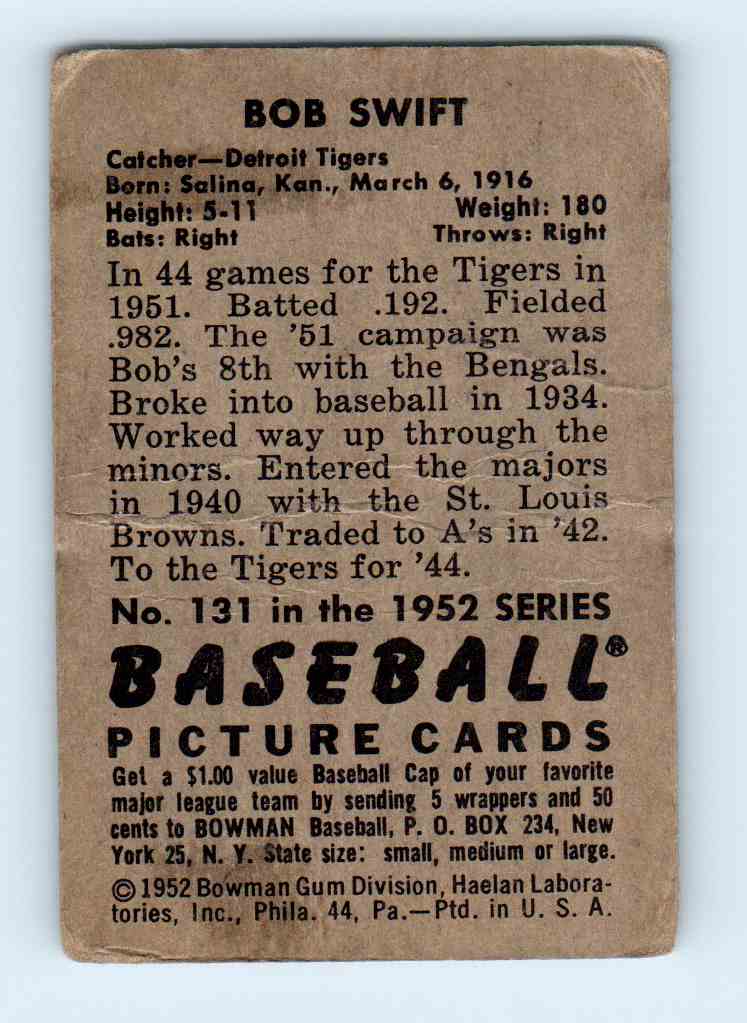 BOB SWIFT
Catcher—Detroit Tigers
Born: Salina, Kan., March 6, 1916
Height: 5-11 Weight: 180
Bats: Right Throws: Right
In 44 games for the Tigers in
1951. Batted .192. Fielded
.982. The '51 campaign was
Bob's 8th with the Bengals.
Broke into baseball in 1934.
Worked way up through the
minors. Entered the majors
in 1940 with the St. Louis
Browns. Traded to A's in '42.
To the Tigers for '44.
No. 131 in the 1952 SERIES
BASEBALL®
PICTURE CARDS
Get a $1.00 value Baseball Cap of your favorite
major league team by sending 5 wrappers and 50
cents to BOWMAN Baseball, P. O. BOX 234, New
York 25, N. Y. State size: small, medium or large.
© 1952 Bowman Gum Division, Haelan Labora-
tories, Inc., Phila. 44, Pa.—Ptd. in U. S. A.